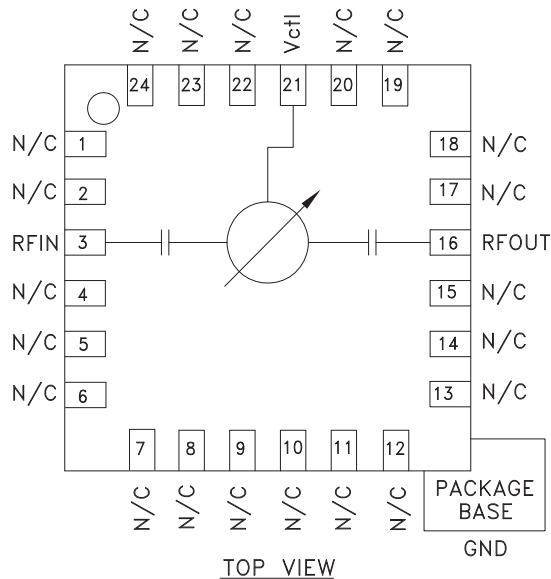 N/C N/C N/C Vctl N/C N/C
24 23 22 21 20 19
N/C 1 18 N/C
N/C 2 17 N/C
RFIN 3 16 RFOUT
N/C 4 15 N/C
N/C 5 14 N/C
N/C 6 13 N/C
7 8 9 10 11 12
N/C N/C N/C N/C N/C N/C
PACKAGE
BASE
GND
TOP VIEW